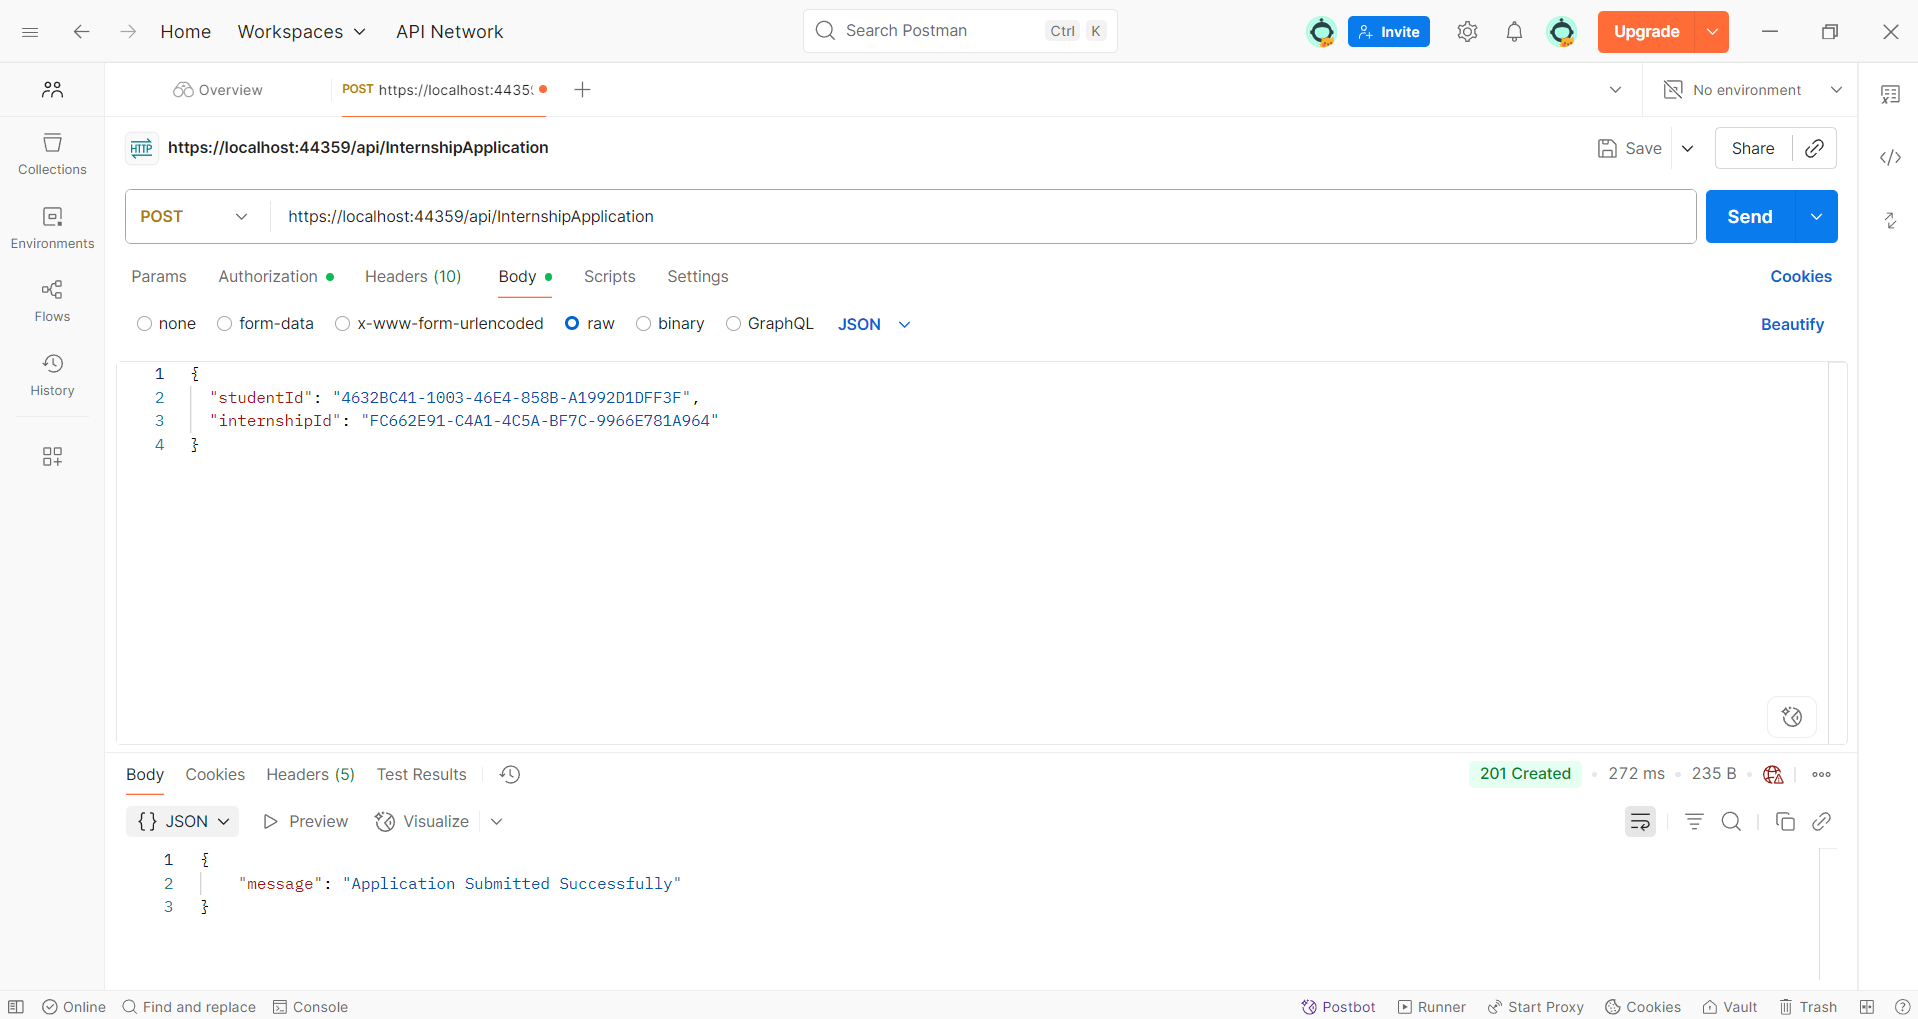 Home Workspaces API Network Search Postman Ctrl K Invite Upgrade
Overview POST https://localhost:4435 No environment
HTTP https://localhost:44359/api/InternshipApplication Save Share
POST https://localhost:44359/api/InternshipApplication Send
Params Authorization Headers (10) Body Scripts Settings Cookies
none form-data x-www-form-urlencoded raw binary GraphQL JSON Beautify
Collections
Environments
Flows
History
1 {
2 "studentId": "4632BC41-1003-46E4-858B-A1992D1DFF3F",
3 "internshipId": "FC662E91-C4A1-4C5A-BF7C-9966E781A964"
4 }
Body Cookies Headers (5) Test Results 201 Created 272 ms 235 B
{} JSON Preview Visualize
1 {
2 "message": "Application Submitted Successfully"
3 }
Online Find and replace Console Postbot Runner Start Proxy Cookies Vault Trash